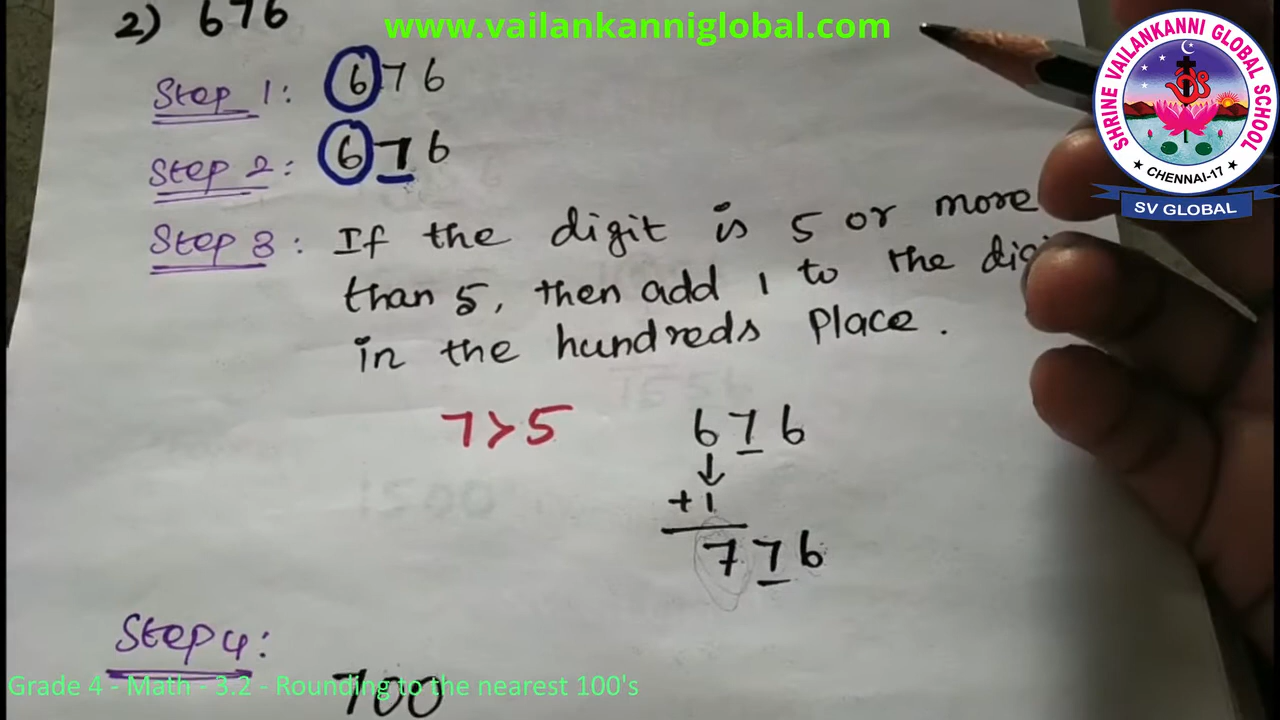 www.vailankanniglobal.com
SHRINE VAILANKANNI GLOBAL SCHOOL
CHENNAI-17
SV GLOBAL
2) 676
Step 1: 676
Step 2: 676
Step 3: If the digit is 5 or more
than 5, then add 1 to the
in the hundreds place.
7>5 676
+1
776
Step 4:
700
Grade 4 - Math - 3.2 - Rounding to the nearest 100's